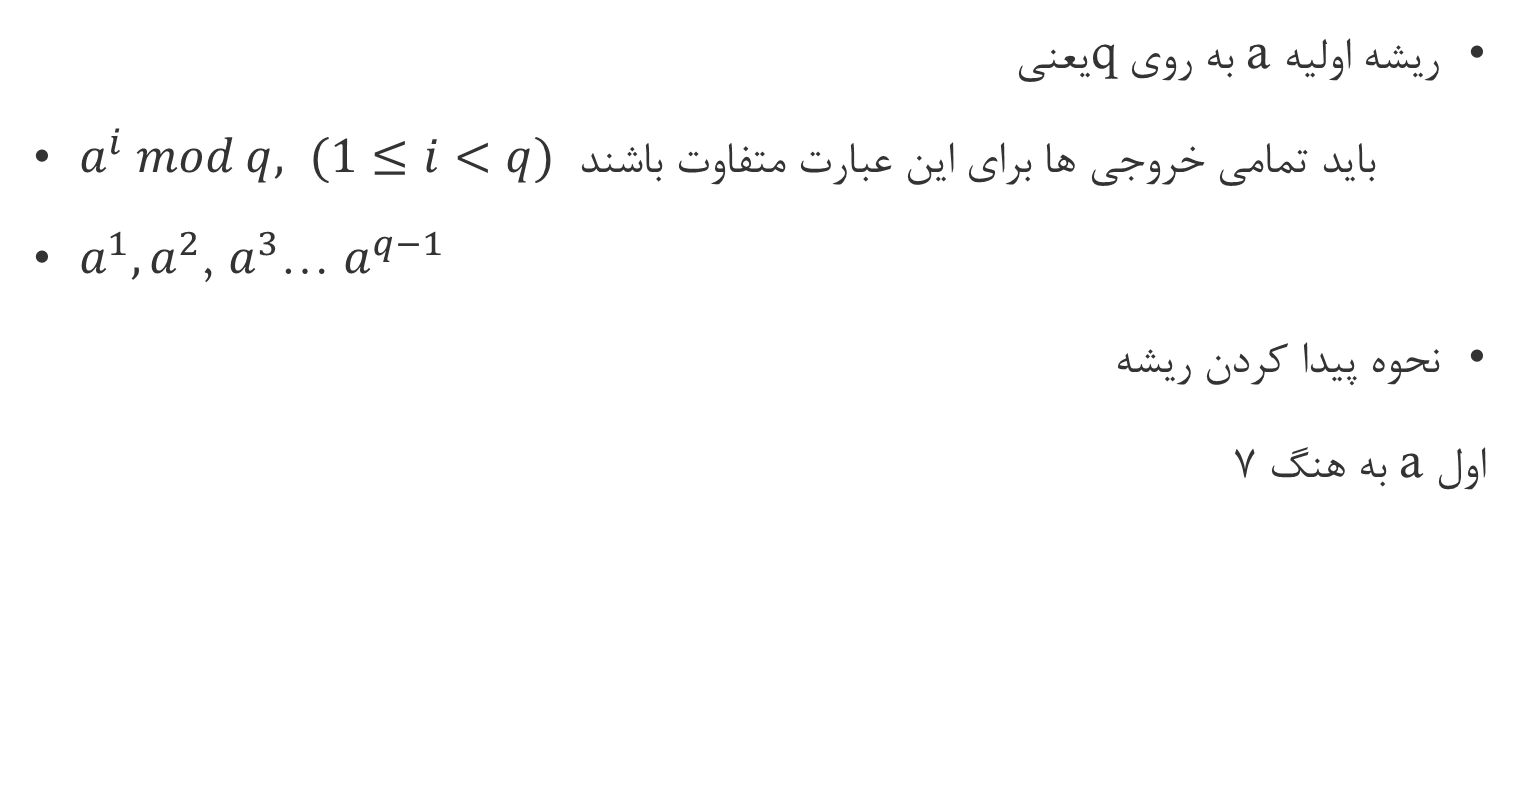 • ریشه اولیه a به روی qیعنی
• aⁱ mod q, (1 ≤ i < q) باید تمامی خروجی ها برای این عبارت متفاوت باشند
• a¹, a², a³… a^{q−1}
• نحوه پیدا کردن ریشه
اول a به هنگ ۷